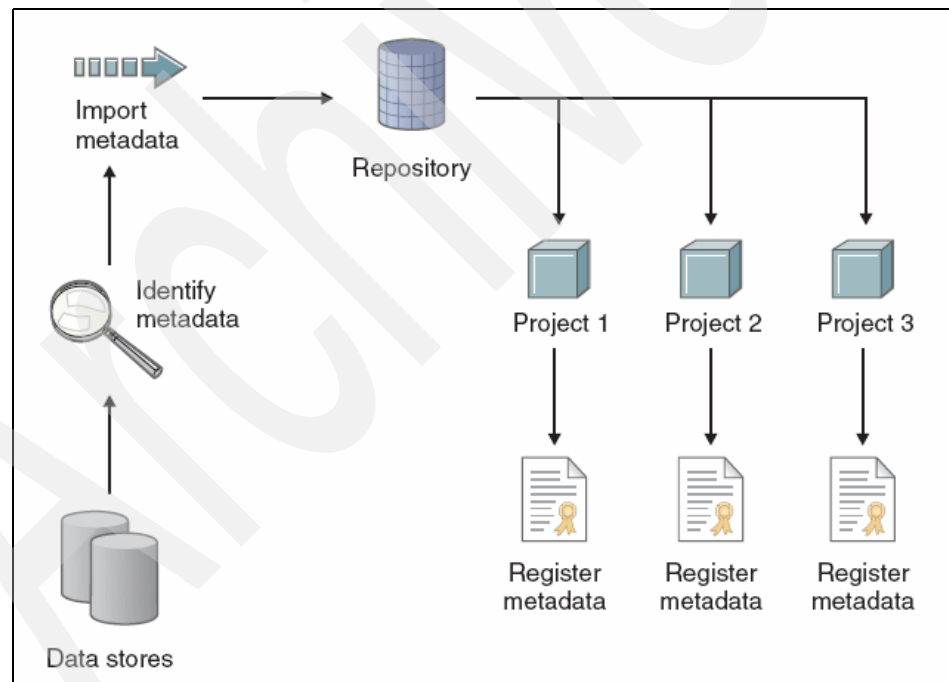 Import
metadata
Repository
Identify
metadata
Project 1
Project 2
Project 3
Register
metadata
Register
metadata
Register
metadata
Data stores
Archive